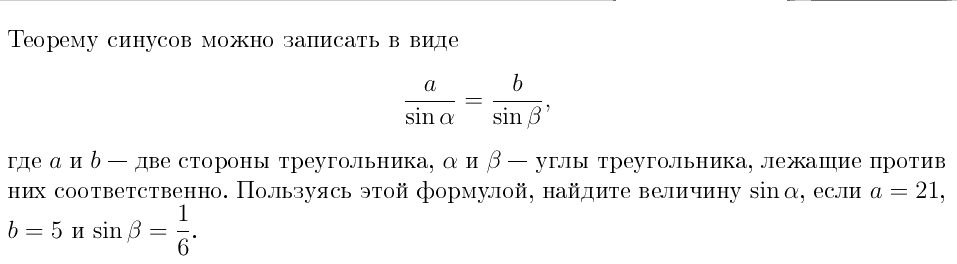 Теорему синусов можно записать в виде
a/sin α = b/sin β,
где a и b — две стороны треугольника, α и β — углы треугольника, лежащие против
них соответственно. Пользуясь этой формулой, найдите величину sin α, если a = 21,
b = 5 и sin β = 1/6.